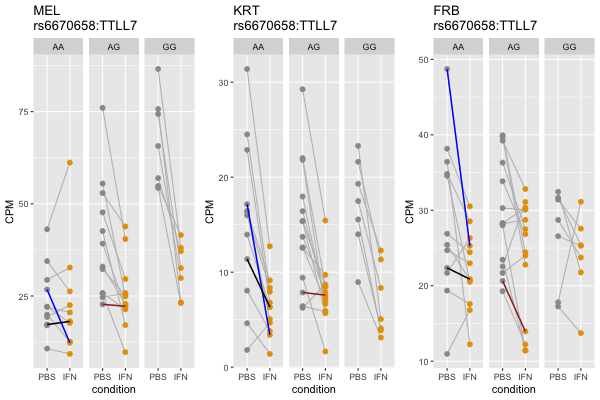 MEL
rs6670658:TTLL7
AA
AG
GG
75
50
25
CPM
PBS IFN PBS IFN PBS IFN
condition
KRT
rs6670658:TTLL7
AA
AG
GG
30
20
10
0
CPM
PBS IFN PBS IFN PBS IFN
condition
FRB
rs6670658:TTLL7
AA
AG
GG
50
40
30
20
10
CPM
PBS IFN PBS IFN PBS IFN
condition